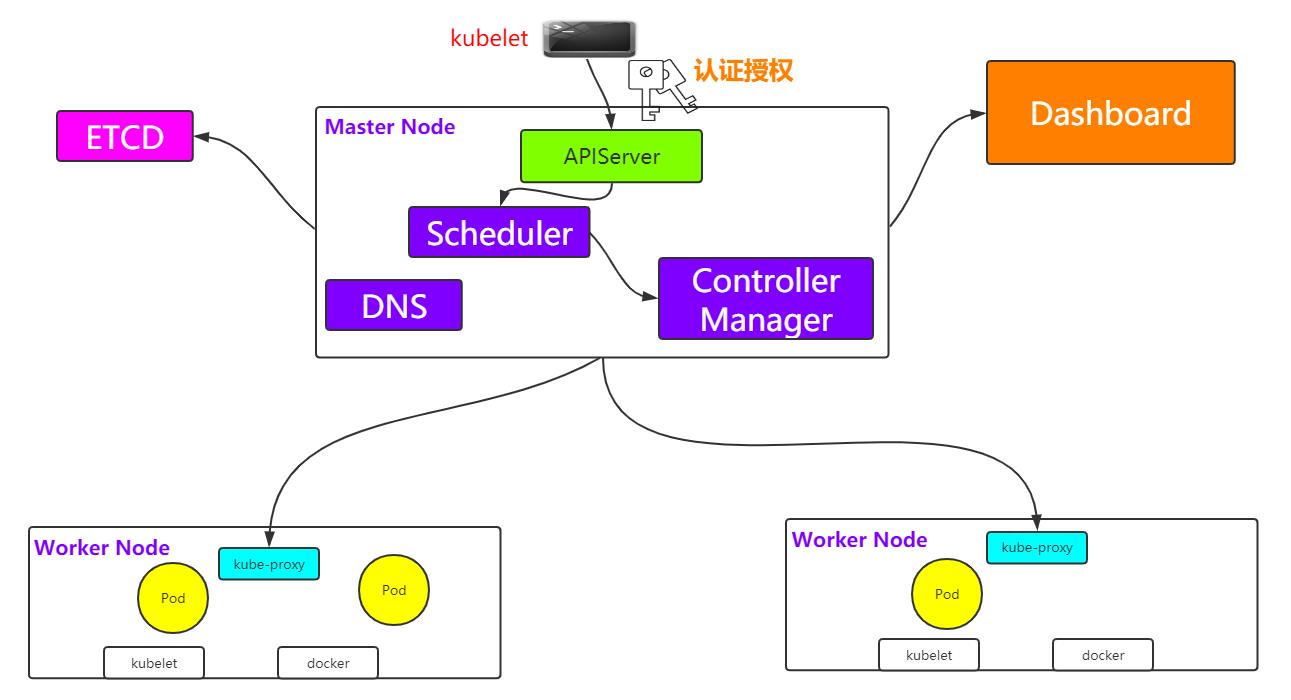 kubelet
认证授权
ETCD
Master Node
APIServer
Dashboard
Scheduler
Controller
Manager
DNS
Worker Node
kube-proxy
Pod
Pod
kubelet
docker
Worker Node
kube-proxy
Pod
kubelet
docker